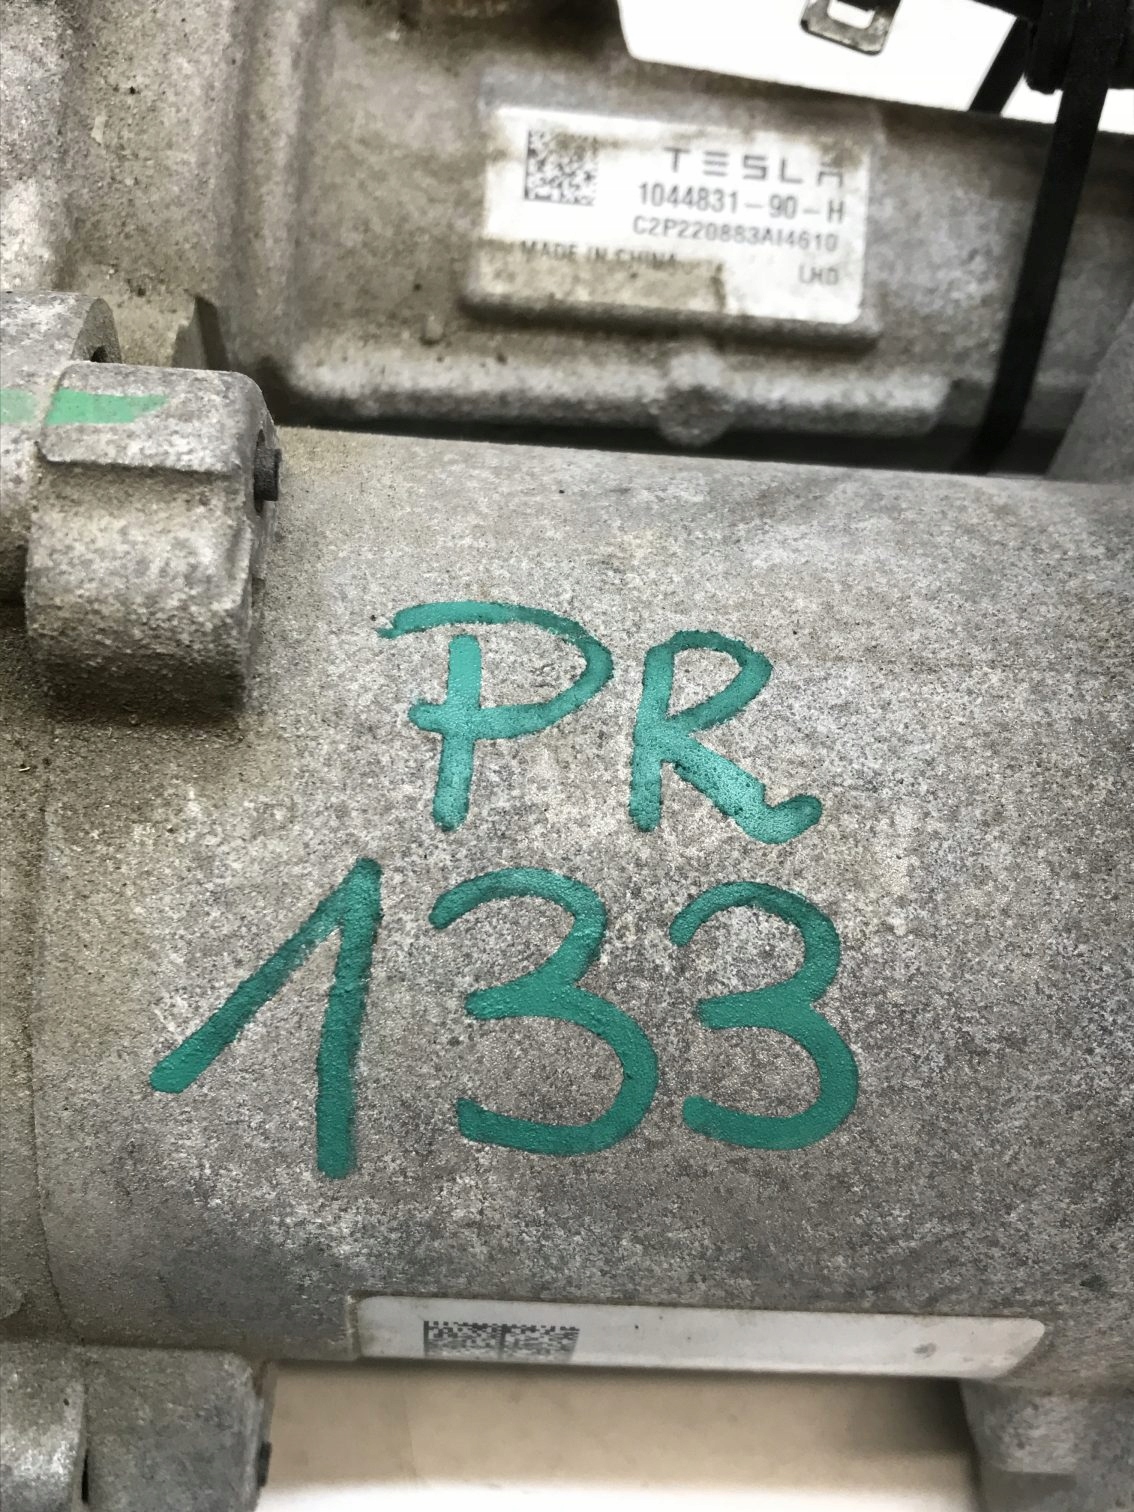 TESLA
1044831-90-H
C2P220883AI4610
MADE IN CHINA
LHD
PR
133